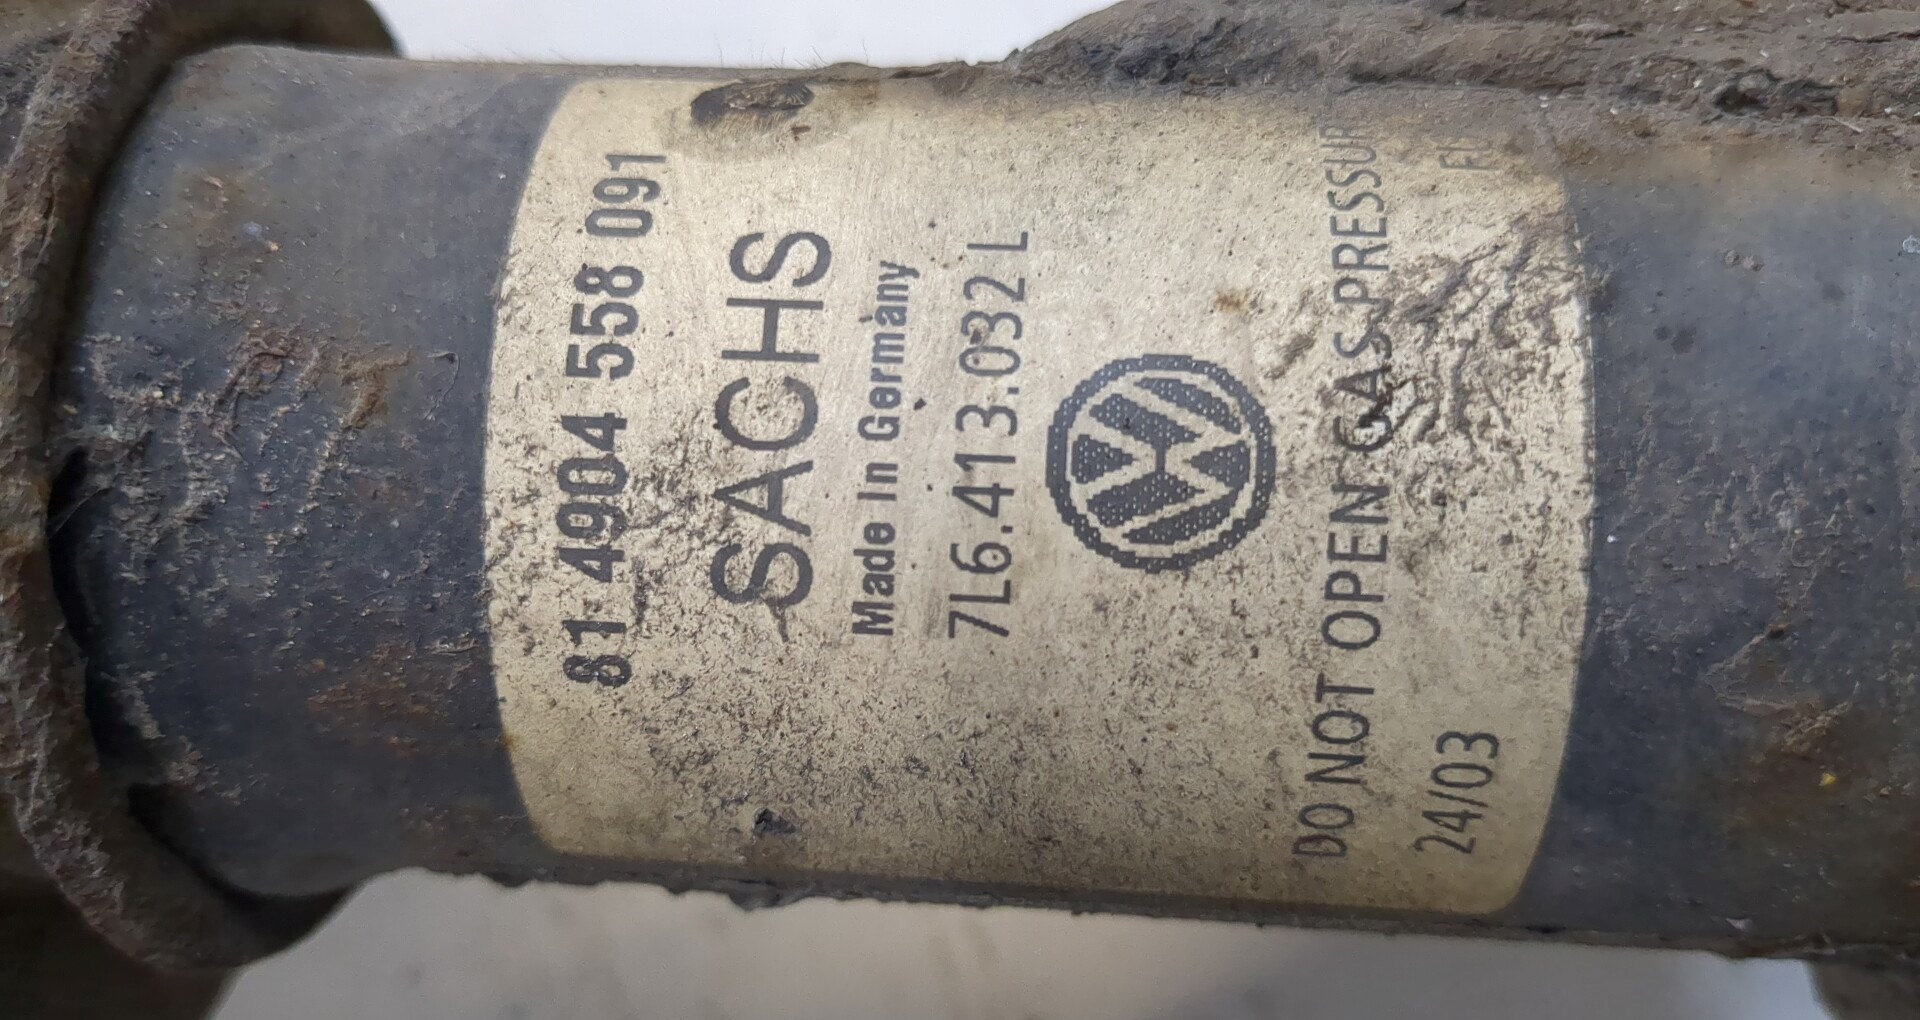 81 4904 558 091
SACHS
Made In Germany
7L6.413.032 L
DO NOT OPEN GAS PRESSUR
24/03